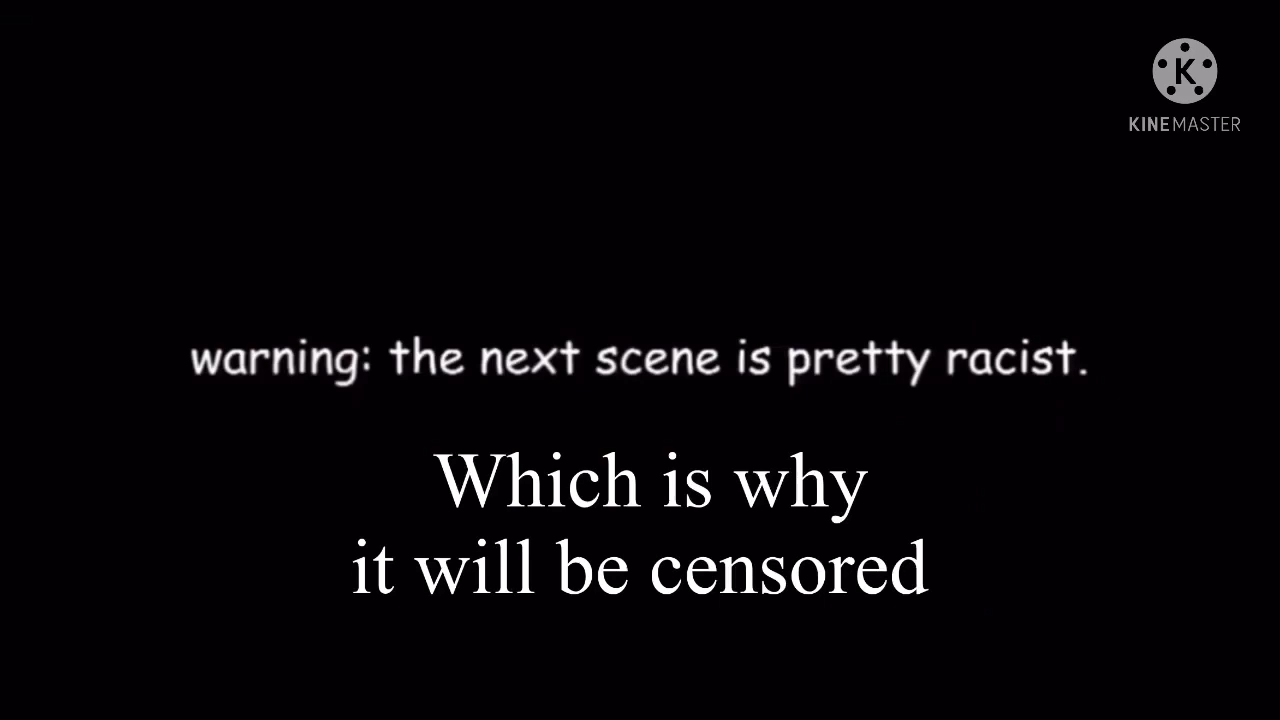 KINEMASTER
warning: the next scene is pretty racist.
Which is why
it will be censored